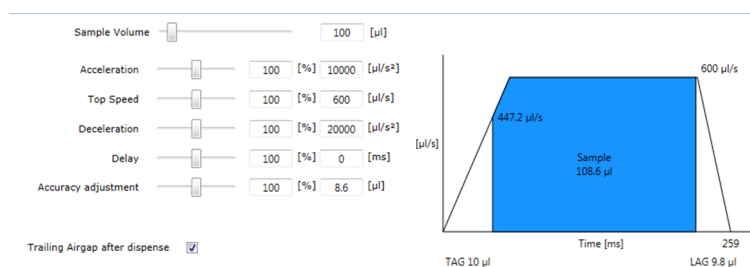 Sample Volume 100 [µl]
Acceleration 100 [%] 10000 [µl/s²]
Top Speed 100 [%] 600 [µl/s]
Deceleration 100 [%] 20000 [µl/s²]
Delay 100 [%] 0 [ms]
Accuracy adjustment 100 [%] 8.6 [µl]
Trailing Airgap after dispense
600 µl/s
447.2 µl/s
[µl/s]
Sample
108.6 µl
Time [ms] 259
TAG 10 µl LAG 9.8 µl